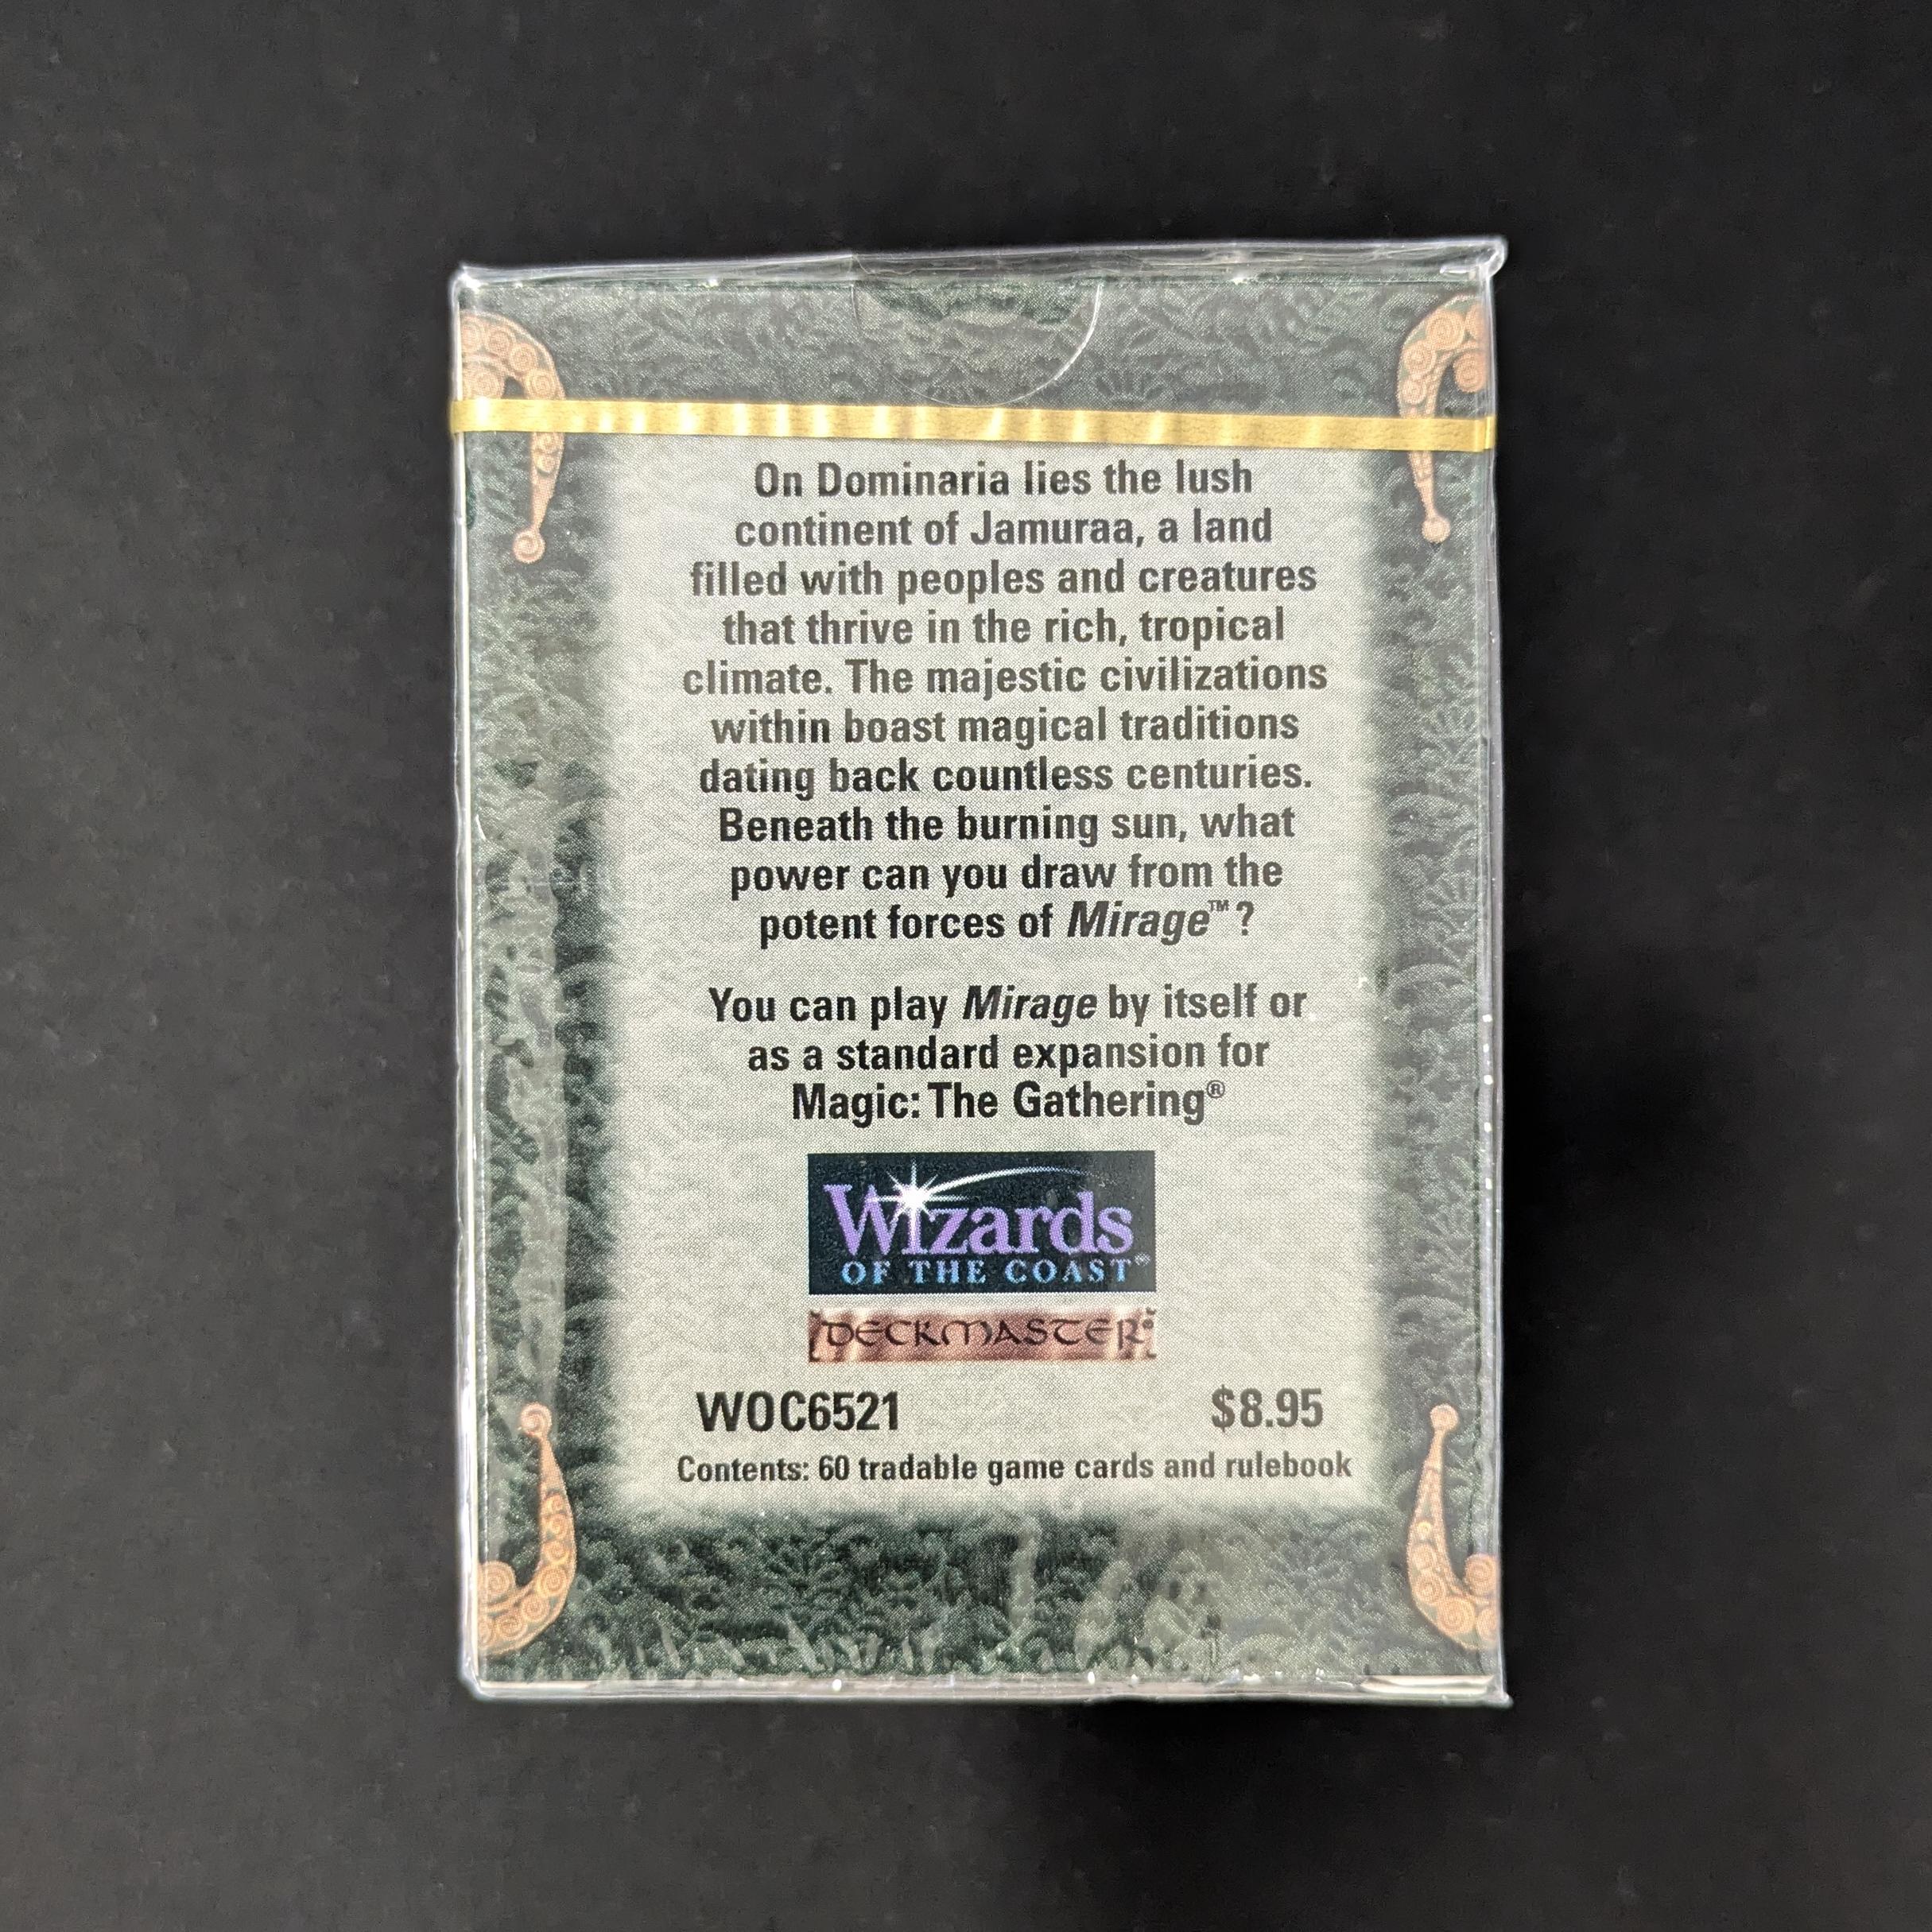 On Dominaria lies the lush
continent of Jamuraa, a land
filled with peoples and creatures
that thrive in the rich, tropical
climate. The majestic civilizations
within boast magical traditions
dating back countless centuries.
Beneath the burning sun, what
power can you draw from the
potent forces of Mirage™?
You can play Mirage by itself or
as a standard expansion for
Magic: The Gathering®
Wizards
OF THE COAST™
DECKMASTER®
WOC6521 $8.95
Contents: 60 tradable game cards and rulebook